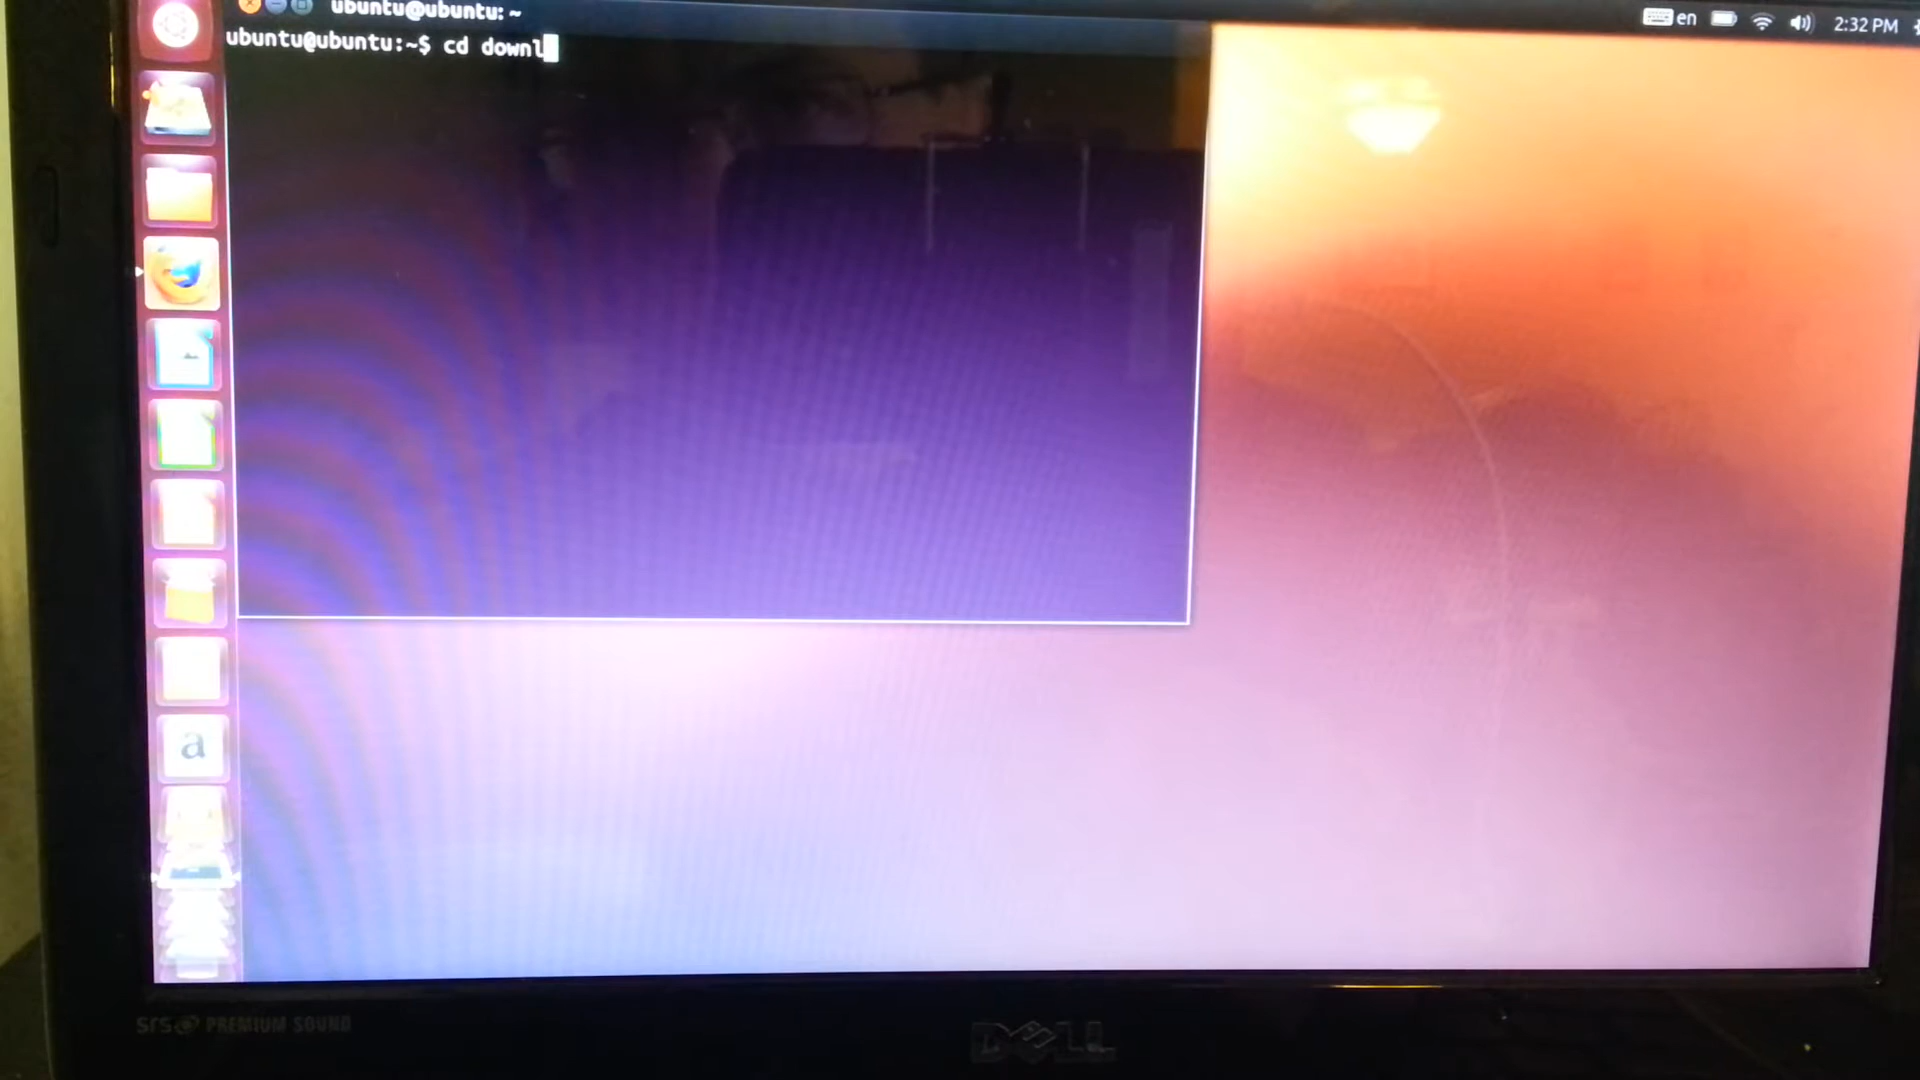 ubuntu@ubuntu: ~
en
2:32 PM
ubuntu@ubuntu:~$ cd downl
a
SRS PREMIUM SOUND
DELL